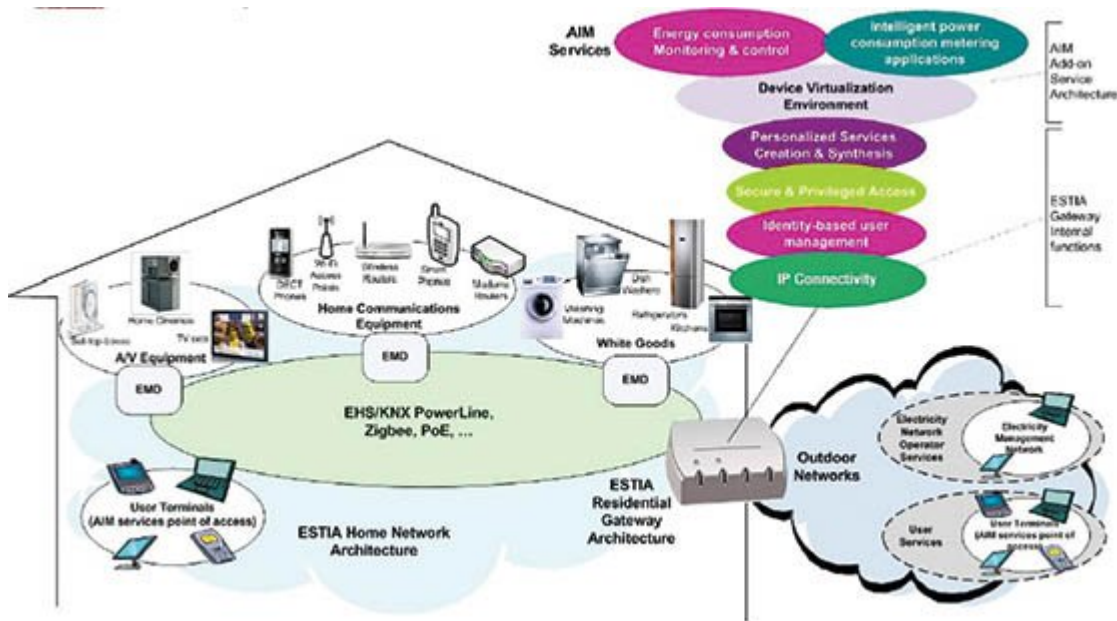 AIM
Services
Energy consumption
Monitoring & control
Intelligent power
consumption metering
applications
AIM
Add-on
Service
Architecture
Device Virtualization
Environment
Personalized Services
Creation & Synthesis
Secure & Privileged Access
Identity-based user
management
IP Connectivity
ESTIA
Gateway
Internal
functions
DECT
Phones
Wi-Fi
Access
Points
Wireless
Routers
Smart
Phones
Modems
Routers
Home Communications
Equipment
Set-top-boxes
Home Cinemas
TV sets
A/V Equipment
Washing
Machines
Dish
Washers
Refrigerators
Kitchens
White Goods
EMD
EMD
EMD
EHS/KNX PowerLine,
Zigbee, PoE, ...
User Terminals
(AIM services point of access)
ESTIA Home Network
Architecture
ESTIA
Residential
Gateway
Architecture
Outdoor
Networks
Electricity
Network
Operator
Services
Electricity
Management
Network
User
Services
User Terminals
(AIM services point of
access)